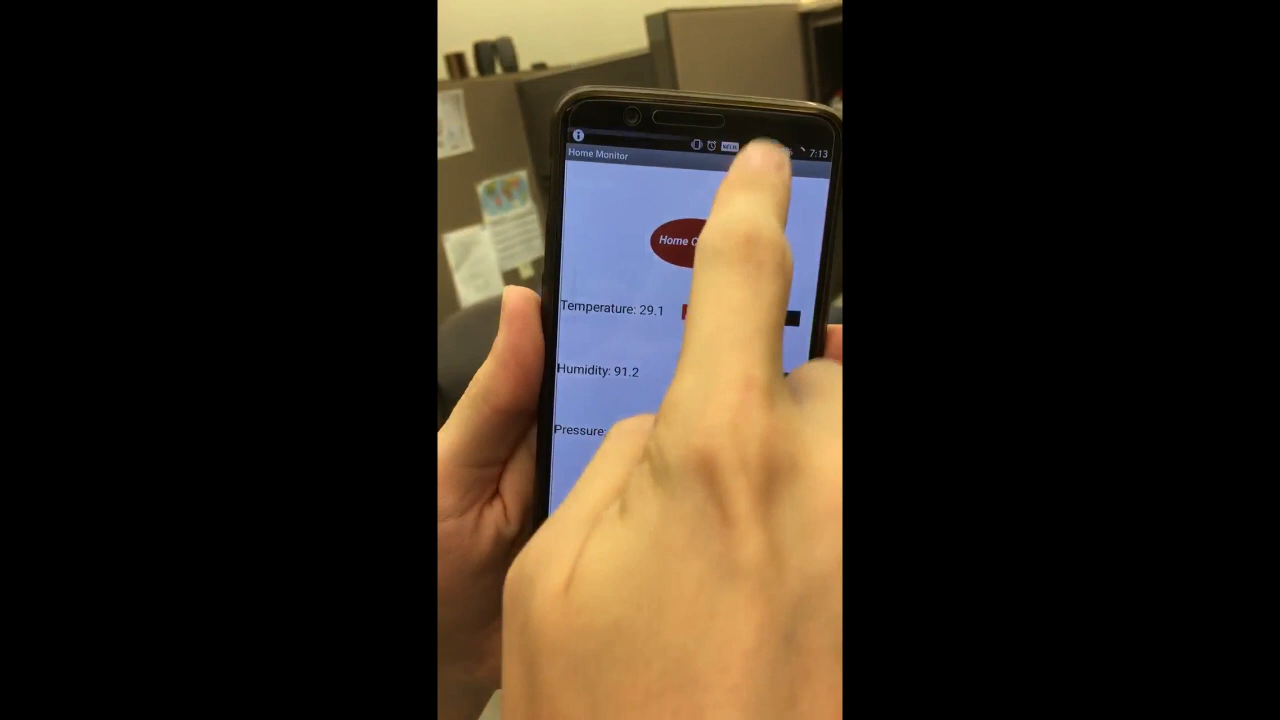 7:13
Home Monitor
Home
Temperature: 29.1
Humidity: 91.2
Pressure: